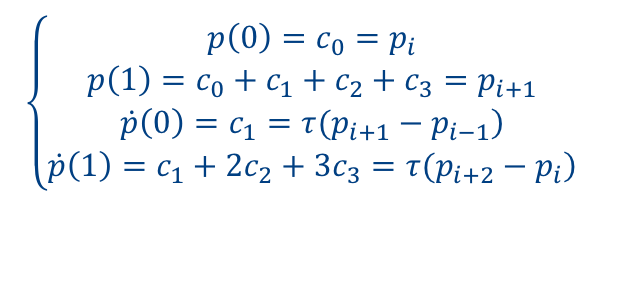 p(0) = c₀ = pᵢ
p(1) = c₀ + c₁ + c₂ + c₃ = pᵢ₊₁
ṗ(0) = c₁ = τ(pᵢ₊₁ − pᵢ₋₁)
ṗ(1) = c₁ + 2c₂ + 3c₃ = τ(pᵢ₊₂ − pᵢ)